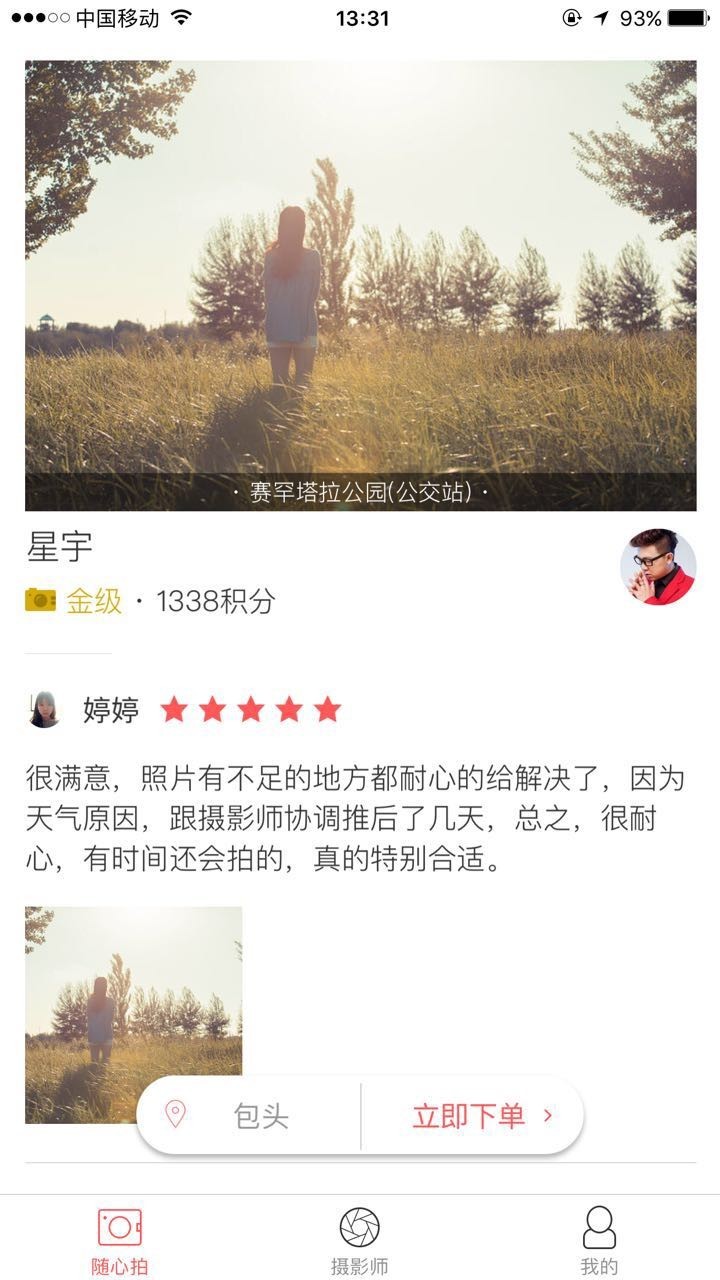 中国移动
13:31
93%
· 赛罕塔拉公园(公交站) ·
星宇
金级 · 1338积分
婷婷
很满意，照片有不足的地方都耐心的给解决了，因为
天气原因，跟摄影师协调推后了几天，总之，很耐
心，有时间还会拍的，真的特别合适。
包头
立即下单 >
随心拍
摄影师
我的